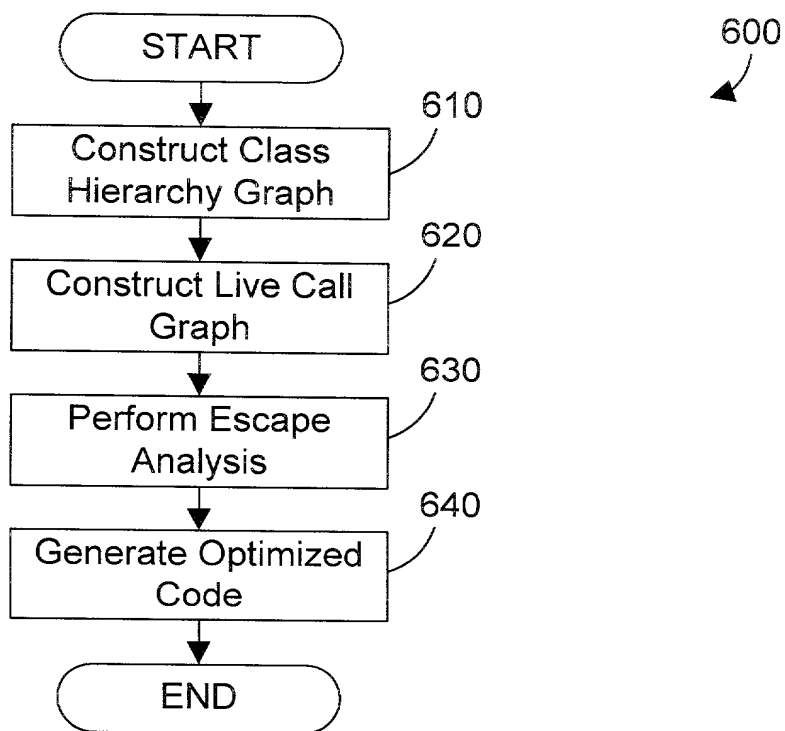 START
600
610
Construct Class
Hierarchy Graph
620
Construct Live Call
Graph
630
Perform Escape
Analysis
640
Generate Optimized
Code
END